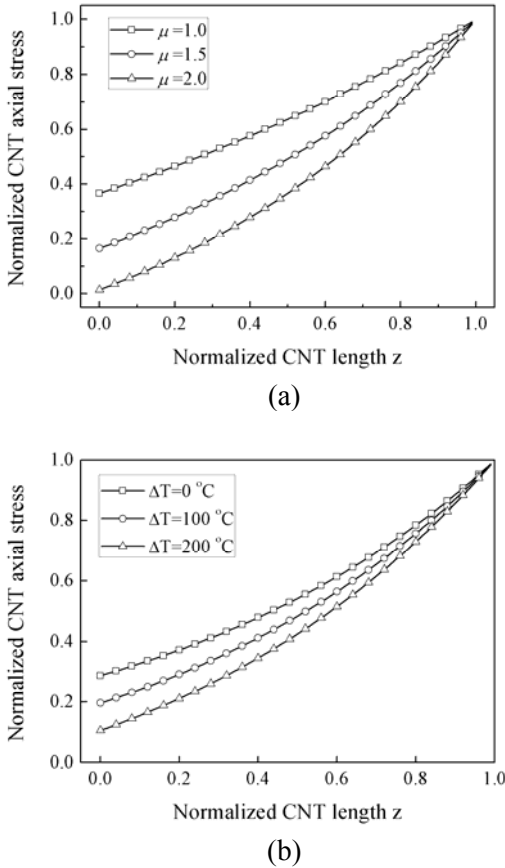 1.0
0.8
0.6
0.4
0.2
0.0
Normalized CNT axial stress
μ=1.0
μ=1.5
μ=2.0
0.0 0.2 0.4 0.6 0.8 1.0
Normalized CNT length z
(a)
1.0
0.8
0.6
0.4
0.2
0.0
Normalized CNT axial stress
ΔT=0 °C
ΔT=100 °C
ΔT=200 °C
0.0 0.2 0.4 0.6 0.8 1.0
Normalized CNT length z
(b)